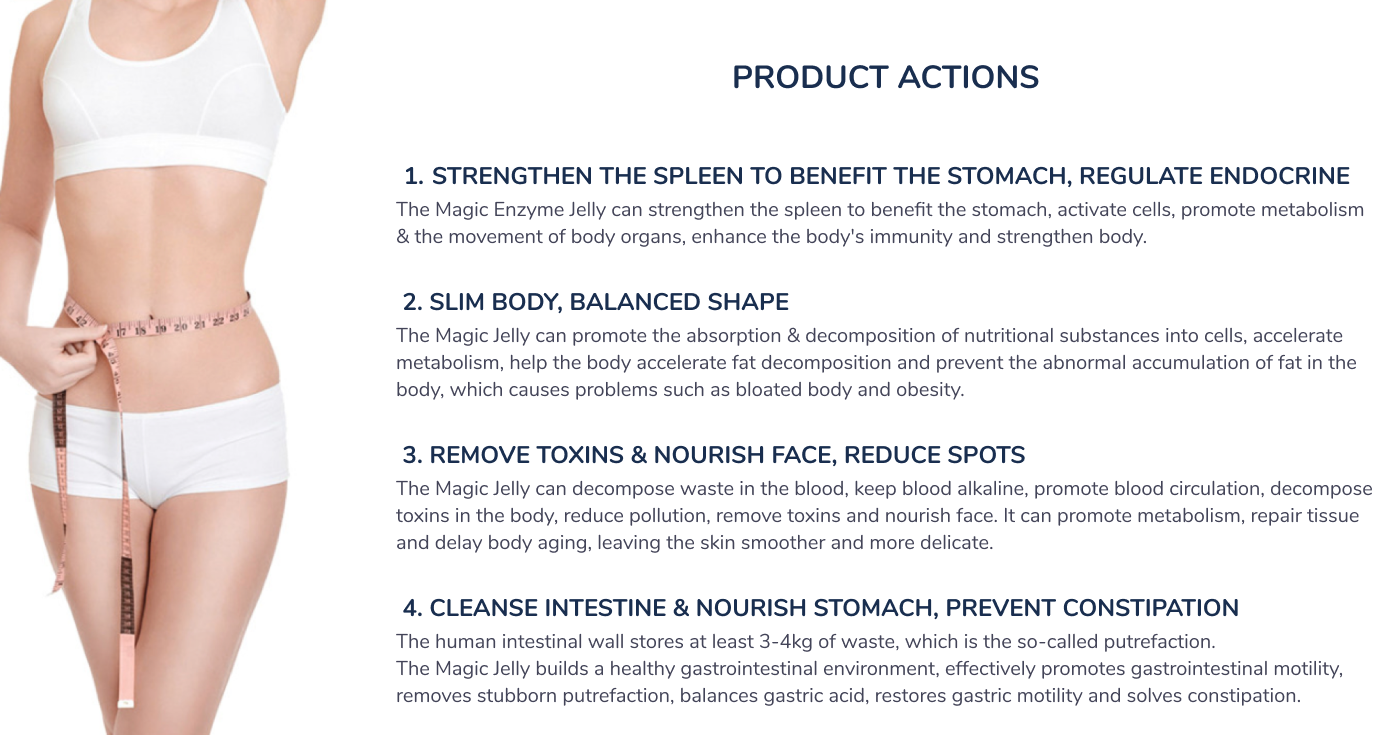 PRODUCT ACTIONS
1. STRENGTHEN THE SPLEEN TO BENEFIT THE STOMACH, REGULATE ENDOCRINE
The Magic Enzyme Jelly can strengthen the spleen to benefit the stomach, activate cells, promote metabolism
& the movement of body organs, enhance the body's immunity and strengthen body.
2. SLIM BODY, BALANCED SHAPE
The Magic Jelly can promote the absorption & decomposition of nutritional substances into cells, accelerate
metabolism, help the body accelerate fat decomposition and prevent the abnormal accumulation of fat in the
body, which causes problems such as bloated body and obesity.
3. REMOVE TOXINS & NOURISH FACE, REDUCE SPOTS
The Magic Jelly can decompose waste in the blood, keep blood alkaline, promote blood circulation, decompose
toxins in the body, reduce pollution, remove toxins and nourish face. It can promote metabolism, repair tissue
and delay body aging, leaving the skin smoother and more delicate.
4. CLEANSE INTESTINE & NOURISH STOMACH, PREVENT CONSTIPATION
The human intestinal wall stores at least 3-4kg of waste, which is the so-called putrefaction.
The Magic Jelly builds a healthy gastrointestinal environment, effectively promotes gastrointestinal motility,
removes stubborn putrefaction, balances gastric acid, restores gastric motility and solves constipation.
17 18 19 20 21 22 23